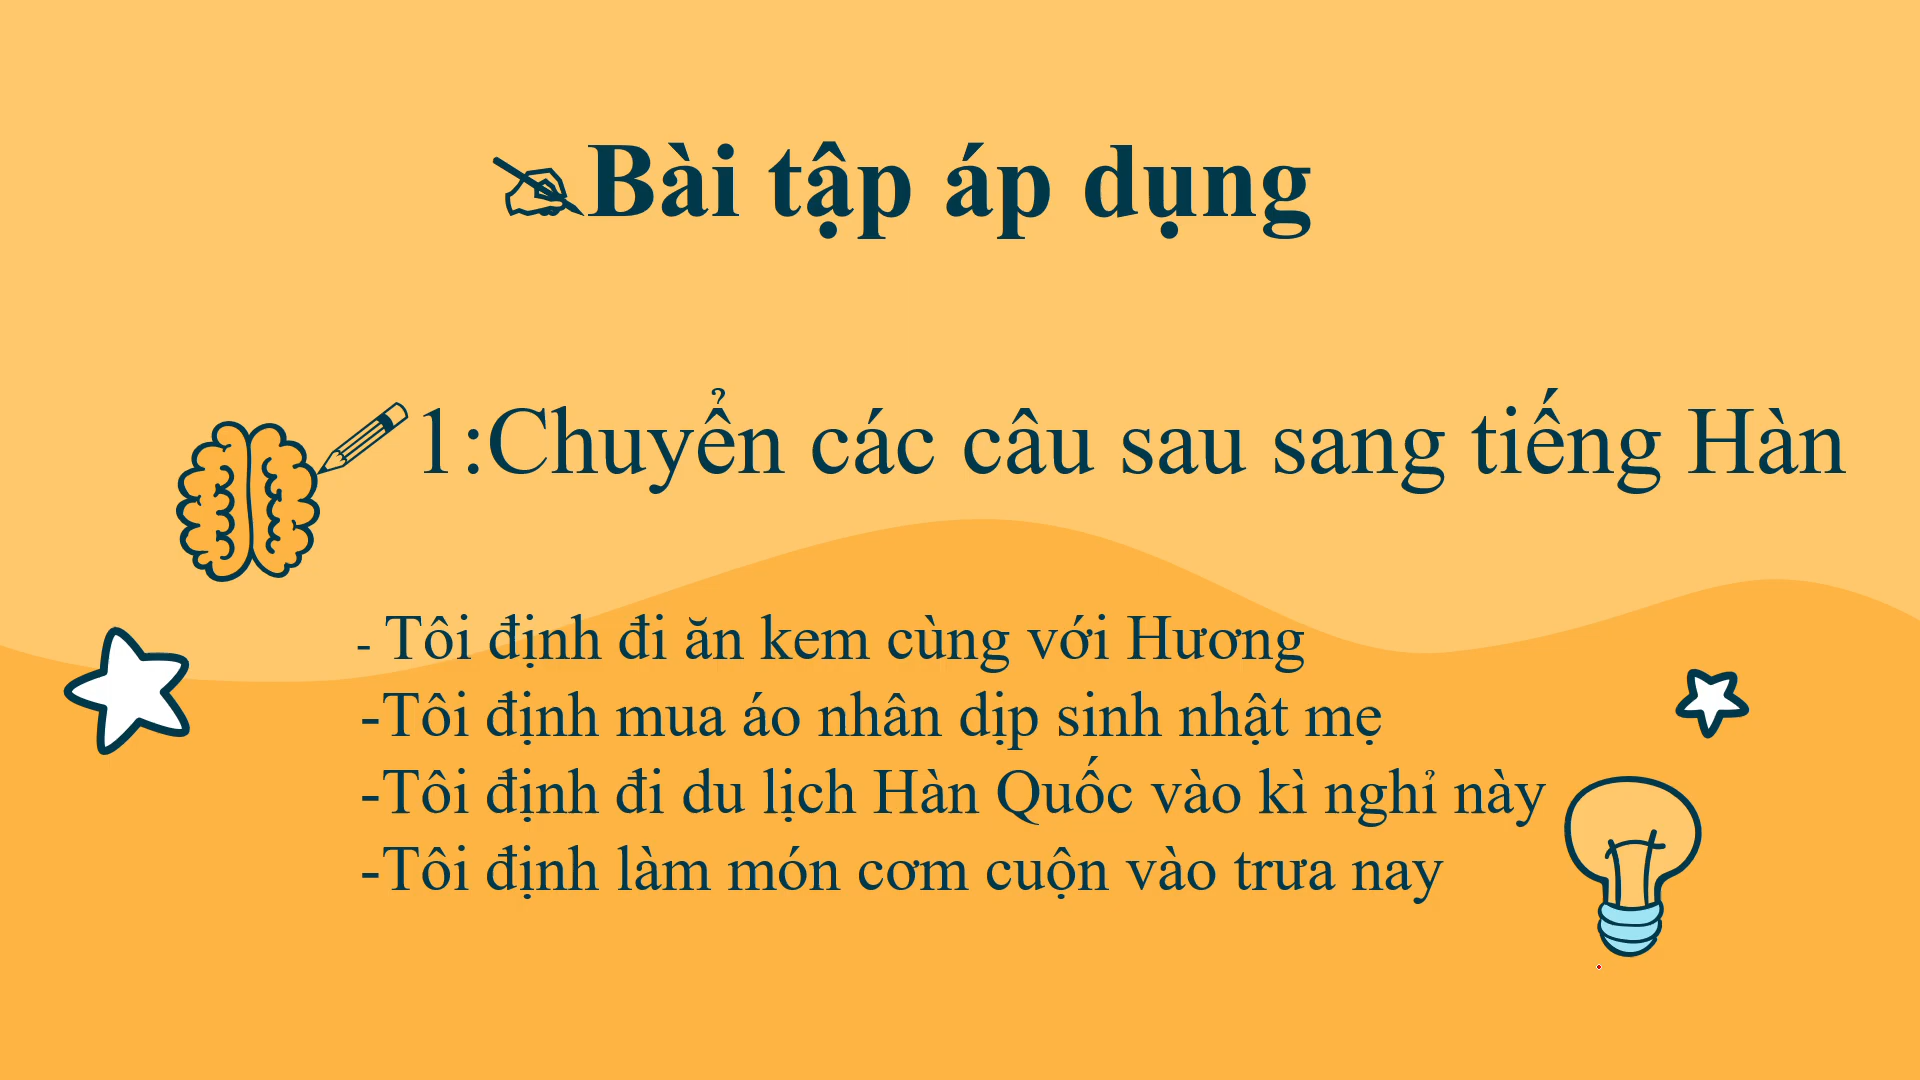 ✍Bài tập áp dụng
1:Chuyển các câu sau sang tiếng Hàn
- Tôi định đi ăn kem cùng với Hương
-Tôi định mua áo nhân dịp sinh nhật mẹ
-Tôi định đi du lịch Hàn Quốc vào kì nghỉ này
-Tôi định làm món cơm cuộn vào trưa nay